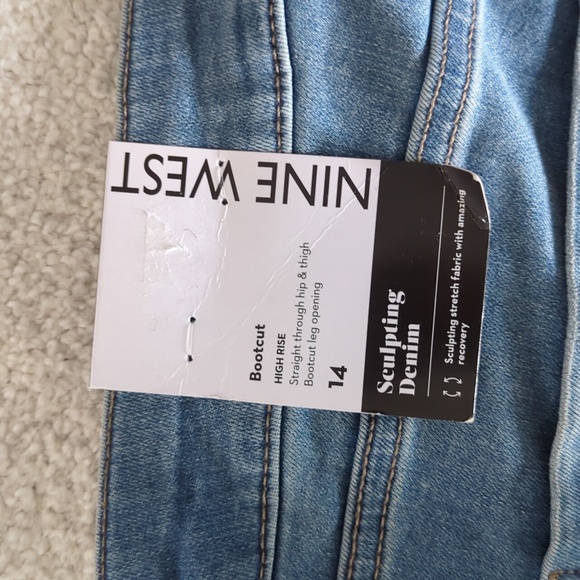 NINE WEST
Bootcut
HIGH RISE
Straight through hip & thigh
Bootcut leg opening
14
Sculpting
Denim
Sculpting stretch fabric with amazing
recovery